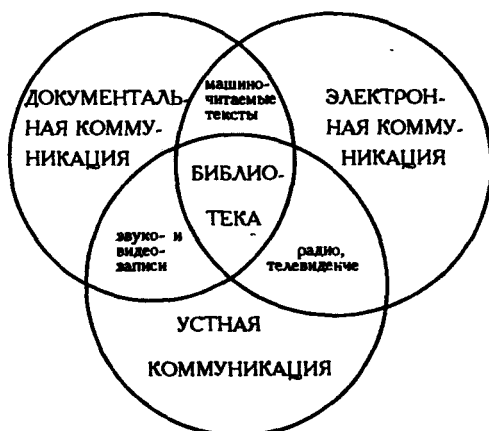 машино-
читаемые
тексты
ДОКУМЕНТАЛЬ-
НАЯ КОММУ-
НИКАЦИЯ
ЭЛЕКТРОН-
НАЯ КОММУ-
НИКАЦИЯ
БИБЛИО-
ТЕКА
звуко- и
видео-
записи
радио,
телевиденче
УСТНАЯ
КОММУНИКАЦИЯ